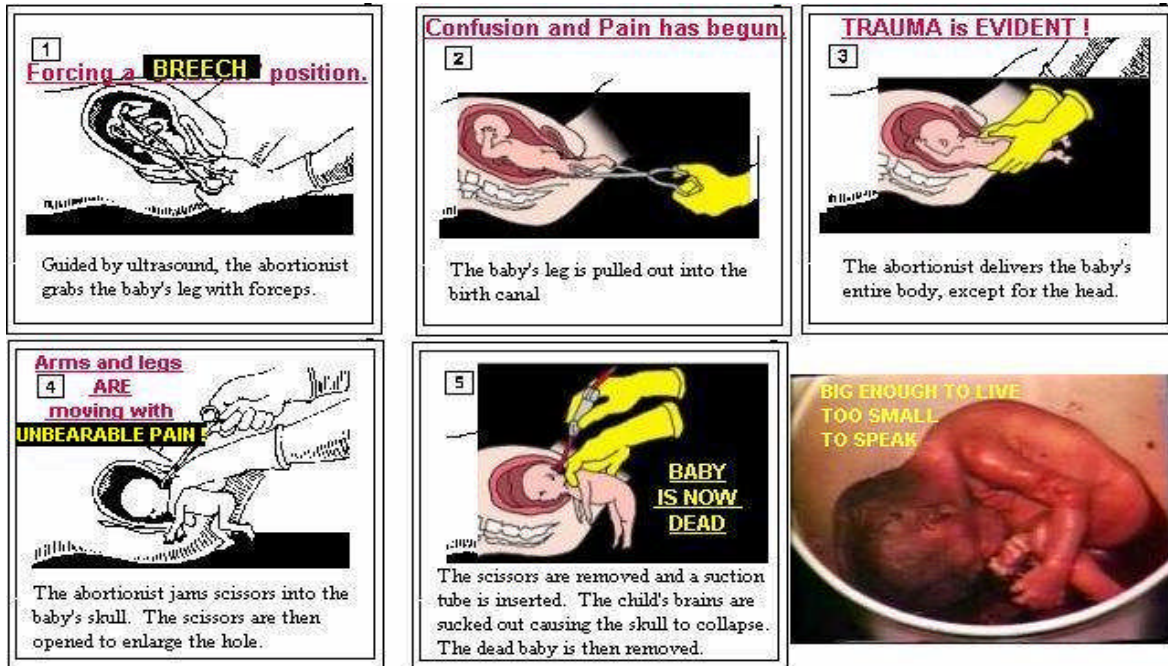 1
Forcing a BREECH position.
Guided by ultrasound, the abortionist
grabs the baby's leg with forceps.
Confusion and Pain has begun.
2
The baby's leg is pulled out into the
birth canal
TRAUMA is EVIDENT !
3
The abortionist delivers the baby's
entire body, except for the head.
Arms and legs
4
ARE
moving with
UNBEARABLE PAIN !
The abortionist jams scissors into the
baby's skull. The scissors are then
opened to enlarge the hole.
5
BABY
IS NOW
DEAD
The scissors are removed and a suction
tube is inserted. The child's brains are
sucked out causing the skull to collapse.
The dead baby is then removed.
BIG ENOUGH TO LIVE
TOO SMALL
TO SPEAK